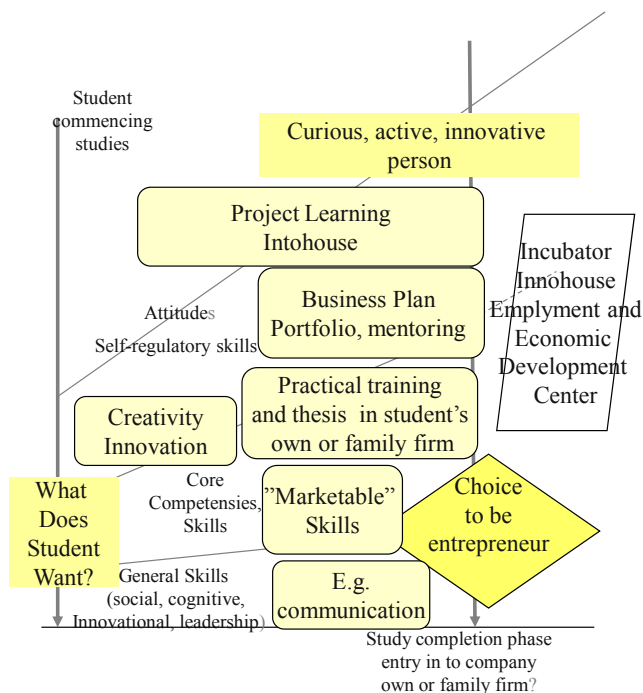 Student
commencing
studies
Curious, active, innovative
person
Project Learning
Intohouse
Incubator
Innohouse
Emplyment and
Economic
Development
Center
Business Plan
Portfolio, mentoring
Attitudes
Self-regulatory skills
Practical training
and thesis in student's
own or family firm
Creativity
Innovation
What
Does
Student
Want?
Core
Competencies,
Skills
”Marketable”
Skills
Choice
to be
entrepreneur
General Skills
(social, cognitive,
Innovational, leadership)
E.g.
communication
Study completion phase
entry in to company
own or family firm?